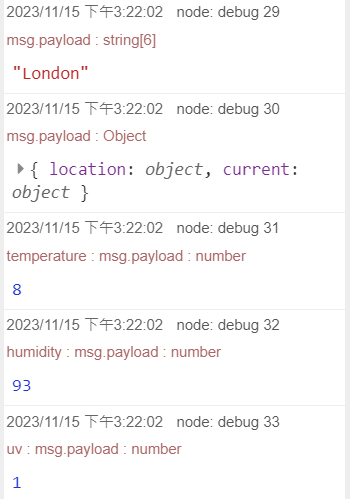 2023/11/15 下午3:22:02 node: debug 29
msg.payload : string[6]
"London"
2023/11/15 下午3:22:02 node: debug 30
msg.payload : Object
{ location: object, current:
object }
2023/11/15 下午3:22:02 node: debug 31
temperature : msg.payload : number
8
2023/11/15 下午3:22:02 node: debug 32
humidity : msg.payload : number
93
2023/11/15 下午3:22:02 node: debug 33
uv : msg.payload : number
1